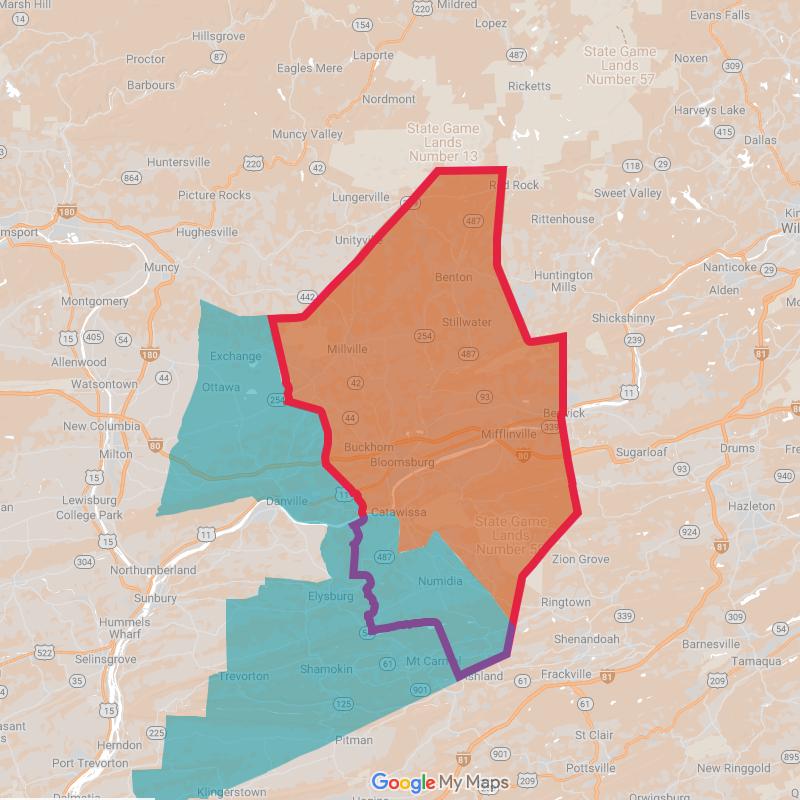 Marsh Hill
14
Hillsgrove
87
Proctor
Barbours
154
220
Mildred
Laporte
Lopez
Evans Falls
487
State Game
Lands
Number 57
Noxen
309
Eagles Mere
Ricketts
Nordmont
Harveys Lake
415
Dallas
Muncy Valley
State Game
Lands
Number 13
Huntersville
220
42
118
29
864
Picture Rocks
Lungerville
Red Rock
Sweet Valley
180
Hughesville
487
Rittenhouse
Unityville
Muncy
Benton
Huntington
Mills
Nanticoke
29
Alden
Montgomery
442
Stillwater
Shickshinny
15
405
54
254
239
Allenwood
180
Exchange
Millville
487
81
Watsontown
44
Ottawa
42
93
11
254
New Columbia
44
Berwick
339
80
Buckhorn
Mifflinville
Milton
Bloomsburg
80
Sugarloaf
Drums
93
940
15
Lewisburg
College Park
Danville
11
Catawissa
Hazleton
State Game
Lands
924
11
487
81
304
Northumberland
Zion Grove
Numidia
Sunbury
Elysburg
Ringtown
Hummels
Wharf
339
309
54
Shenandoah
522
Selinsgrove
Barnesville
61
Mt Carmel
Tamaqua
35
Trevorton
Shamokin
Ashland
61
Frackville
81
209
901
15
125
61
225
Herndon
Pitman
St Clair
895
Port Trevorton
901
81
Pottsville
New Ringgold
209
Klingerstown
Dalmatia
Orwigsburg
Google My Maps